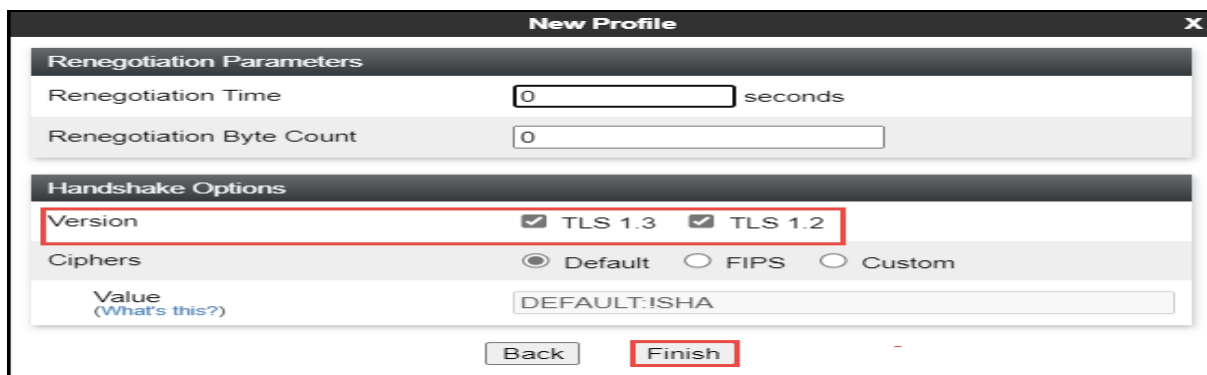 New Profile X
Renegotiation Parameters
Renegotiation Time 0 seconds
Renegotiation Byte Count 0
Handshake Options
Version TLS 1.3 TLS 1.2
Ciphers Default FIPS Custom
Value DEFAULT:!SHA
(What's this?)
Back Finish